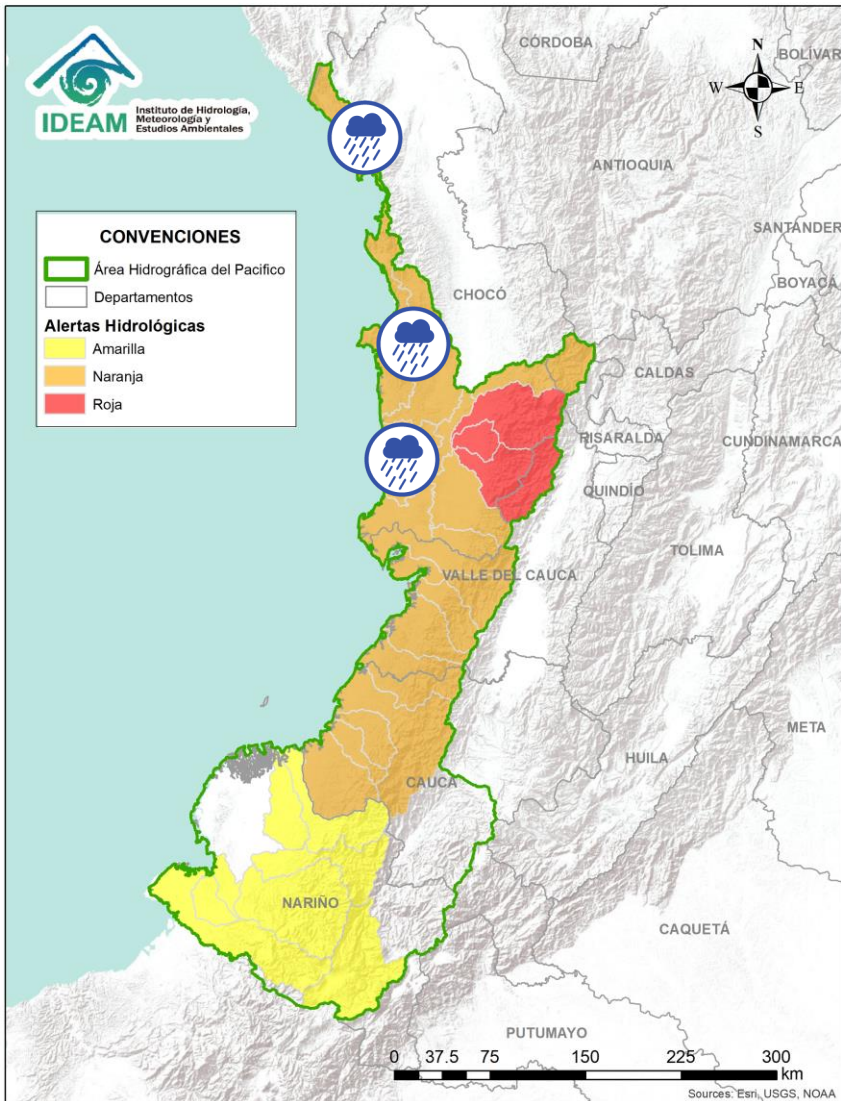 IDEAM
Instituto de Hidrología,
Meteorología y
Estudios Ambientales
CÓRDOBA
BOLÍVAR
N
W
E
S
ANTIOQUIA
SANTANDER
BOYACÁ
CONVENCIONES
Área Hidrográfica del Pacifico
Departamentos
Alertas Hidrológicas
Amarilla
Naranja
Roja
CHOCÓ
CALDAS
RISARALDA
CUNDINAMARCA
QUINDÍO
TOLIMA
VALLE DEL CAUCA
META
HUILA
CAUCA
NARIÑO
CAQUETÁ
PUTUMAYO
0 37.5 75 150 225 300
km
Sources: Esri, USGS, NOAA